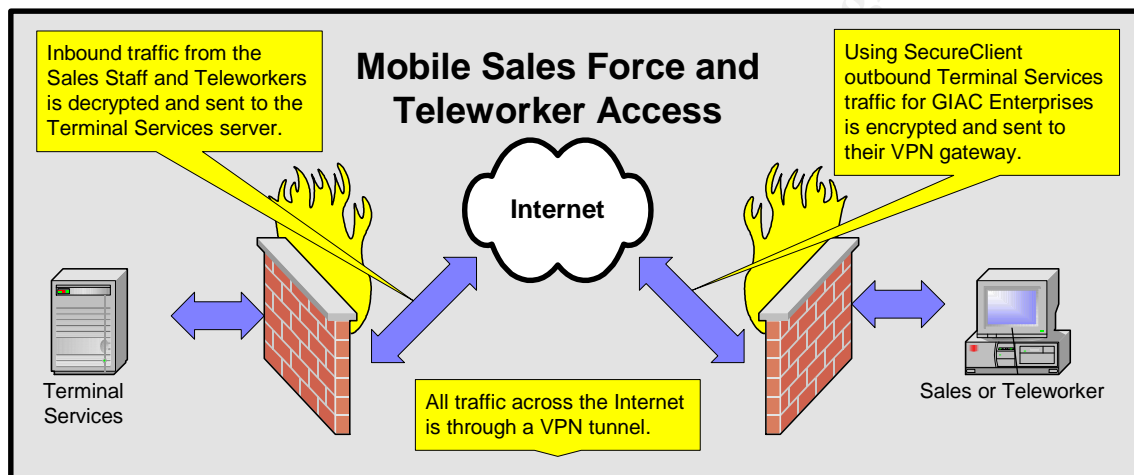 Inbound traffic from the
Sales Staff and Teleworkers
is decrypted and sent to the
Terminal Services server.
Mobile Sales Force and
Teleworker Access
Using SecureClient
outbound Terminal Services
traffic for GIAC Enterprises
is encrypted and sent to
their VPN gateway.
Internet
Terminal
Services
All traffic across the Internet
is through a VPN tunnel.
Sales or Teleworker